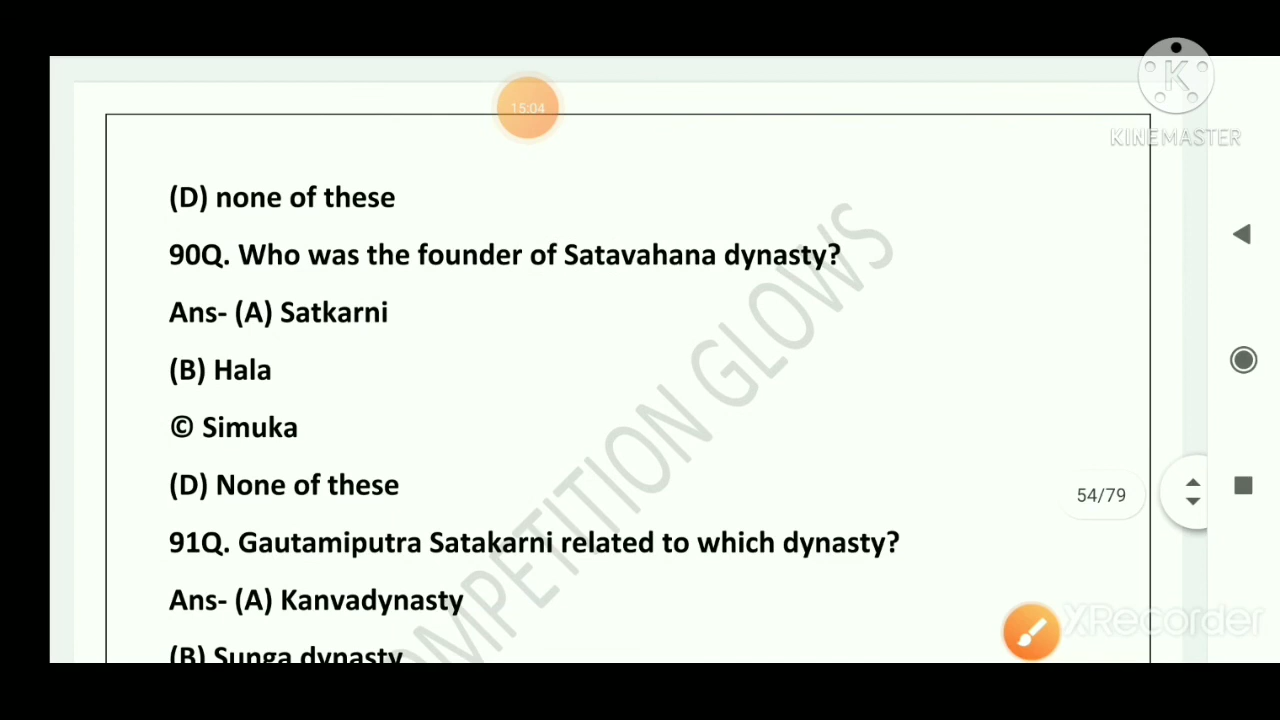 15:04
K
KINEMASTER
(D) none of these
90Q. Who was the founder of Satavahana dynasty?
Ans- (A) Satkarni
(B) Hala
© Simuka
(D) None of these
54/79
91Q. Gautamiputra Satakarni related to which dynasty?
Ans- (A) Kanvadynasty
(B) Sunga dynasty
COMPETITION GLOWS
XRecorder